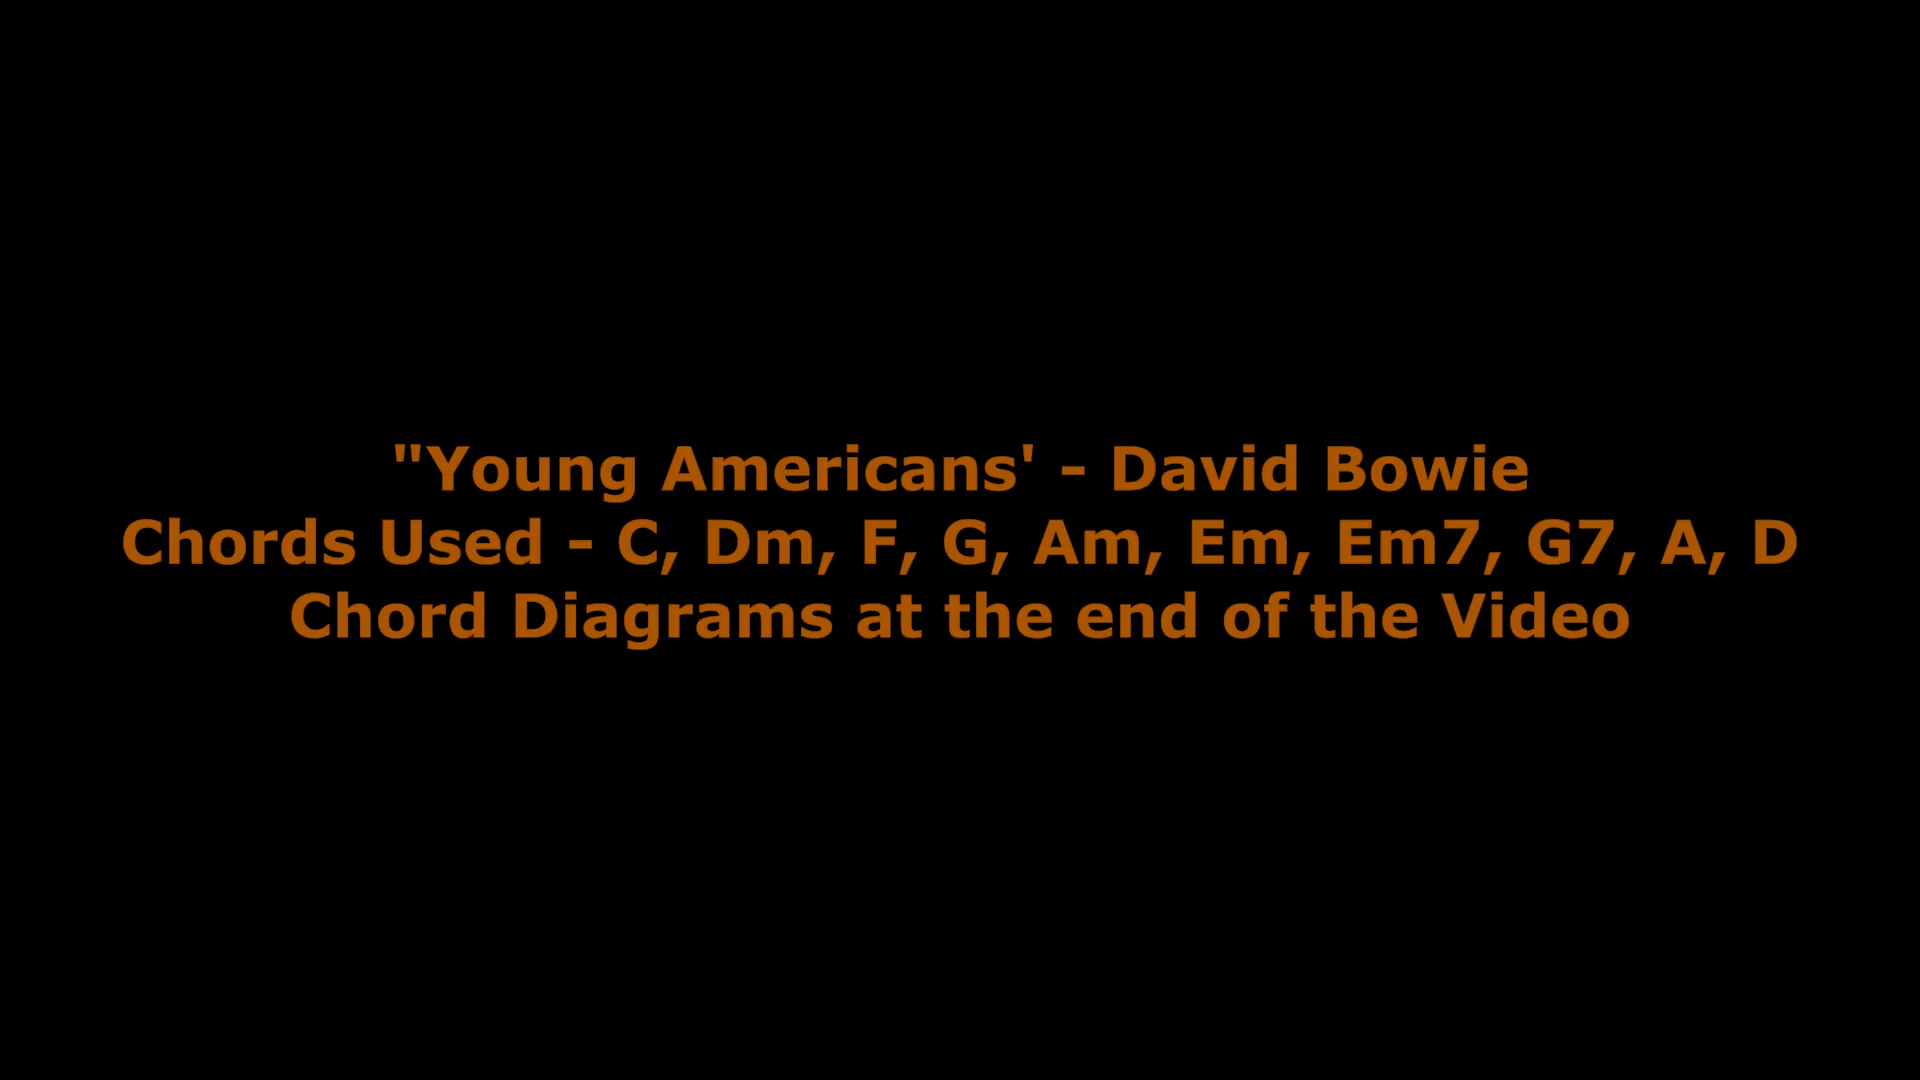 "Young Americans' - David Bowie
Chords Used - C, Dm, F, G, Am, Em, Em7, G7, A, D
Chord Diagrams at the end of the Video